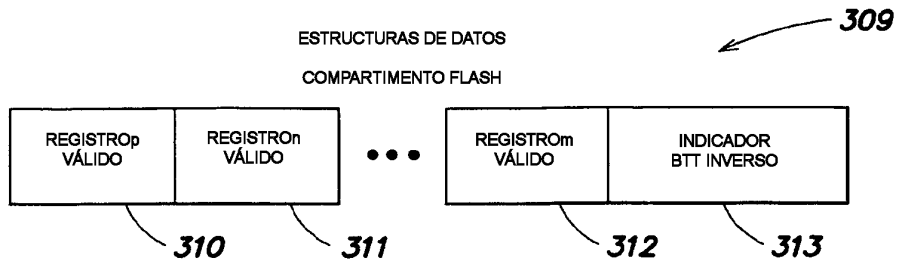 309
ESTRUCTURAS DE DATOS
COMPARTIMENTO FLASH
REGISTROp
VÁLIDO
REGISTROn
VÁLIDO
REGISTROm
VÁLIDO
INDICADOR
BTT INVERSO
310
311
312
313